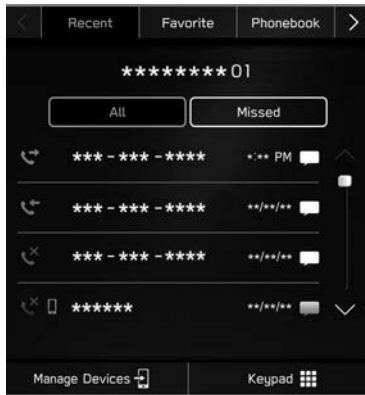 Recent Favorite Phonebook
********01
All Missed
***-***-**** *:** PM
***-***-**** **/**/**
***-***-**** **/**/**
****** **/**/**
Manage Devices Keypad